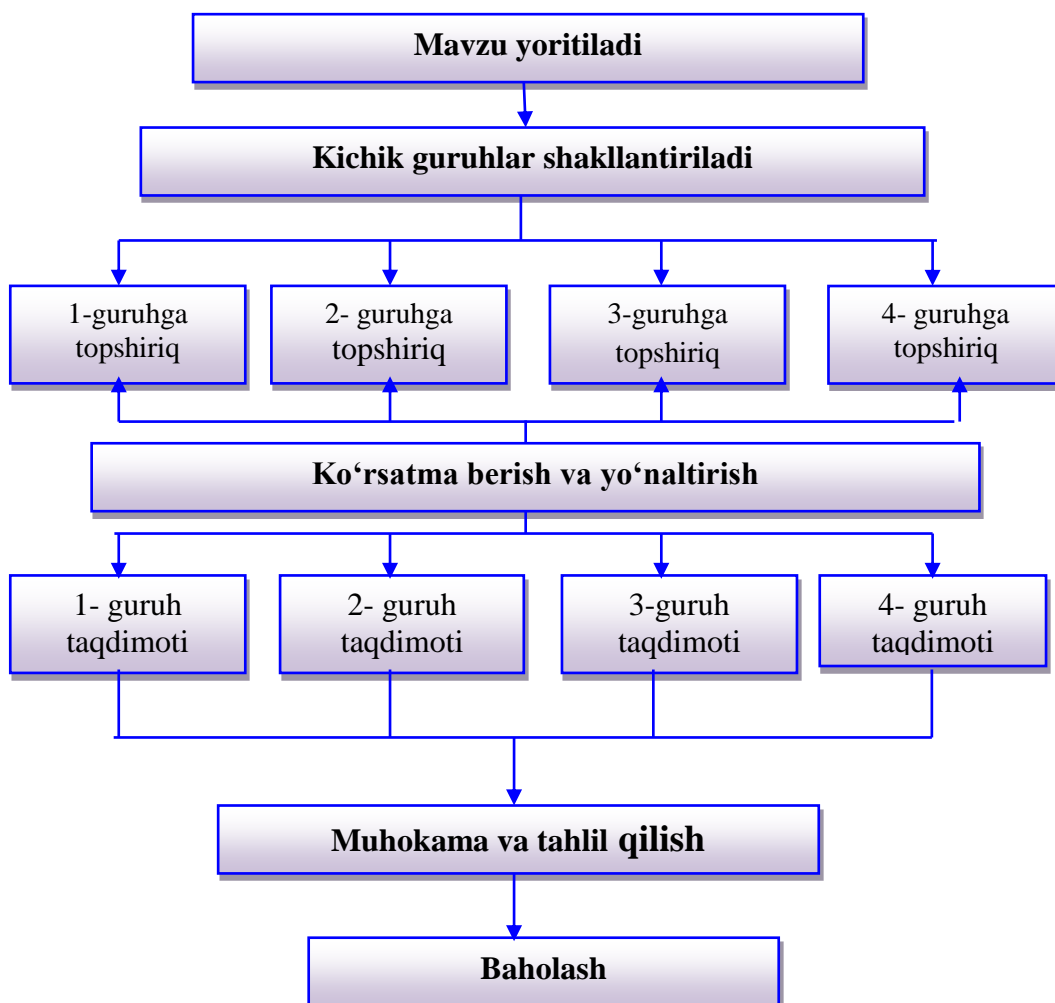 Mavzu yoritiladi
Kichik guruhlar shakllantiriladi
1-guruhga
topshiriq
2- guruhga
topshiriq
3-guruhga
topshiriq
4- guruhga
topshiriq
Ko‘rsatma berish va yo‘naltirish
1- guruh
taqdimoti
2- guruh
taqdimoti
3-guruh
taqdimoti
4- guruh
taqdimoti
Muhokama va tahlil qilish
Baholash